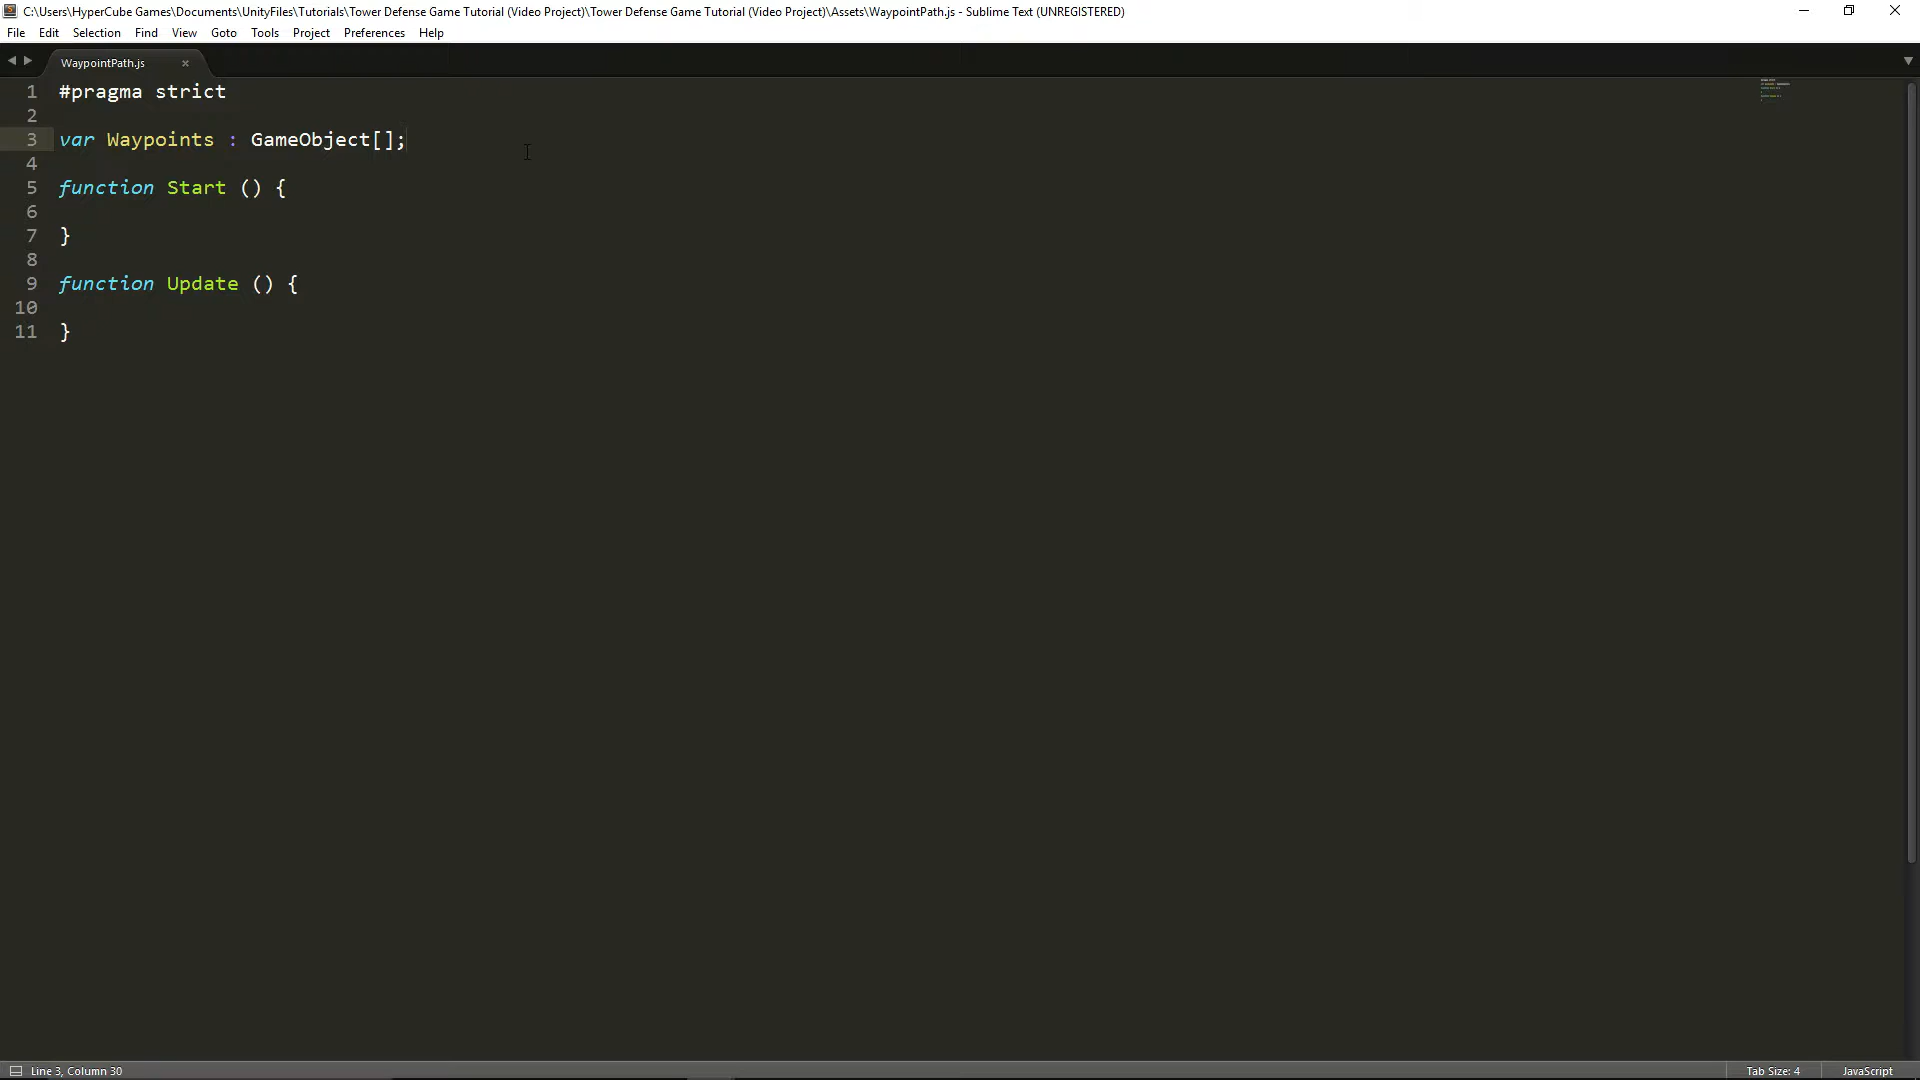 C:\Users\HyperCube Games\Documents\UnityFiles\Tutorials\Tower Defense Game Tutorial (Video Project)\Tower Defense Game Tutorial (Video Project)\Assets\WaypointPath.js - Sublime Text (UNREGISTERED)
File Edit Selection Find View Goto Tools Project Preferences Help
WaypointPath.js
1 #pragma strict
2
3 var Waypoints : GameObject[];
4
5 function Start () {
6
7 }
8
9 function Update () {
10
11 }
Line 3, Column 30 Tab Size: 4 JavaScript